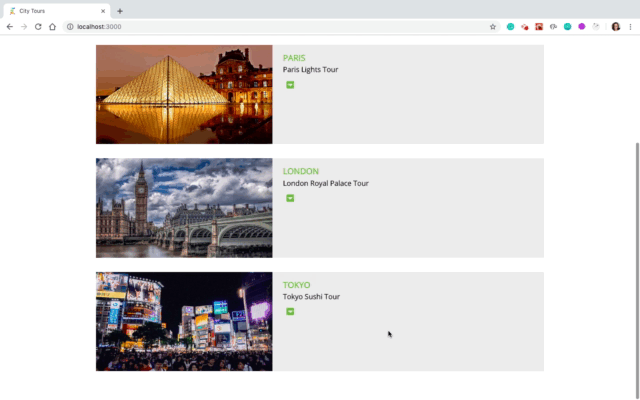 City Tours
localhost:3000
PARIS
Paris Lights Tour
LONDON
London Royal Palace Tour
TOKYO
Tokyo Sushi Tour